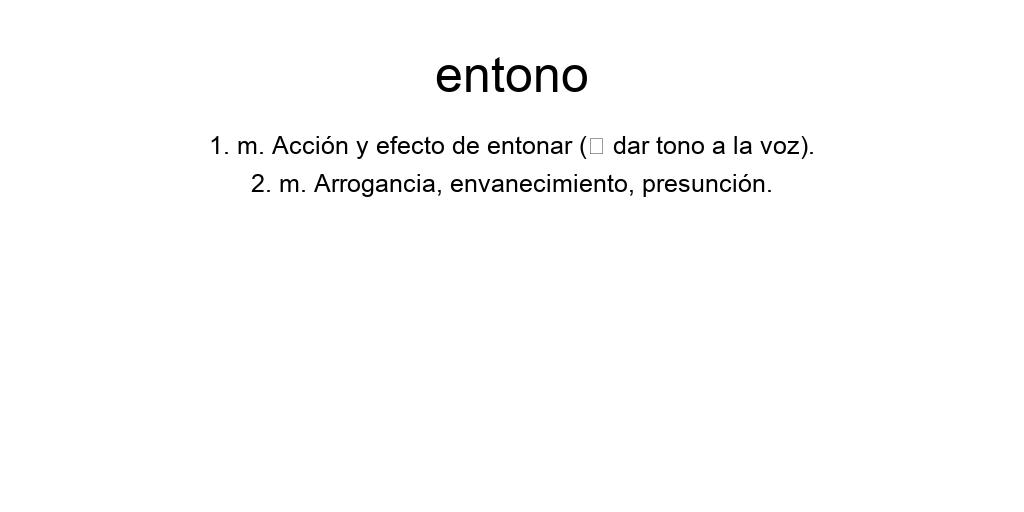 entono
1. m. Acción y efecto de entonar (□ dar tono a la voz).
2. m. Arrogancia, envanecimiento, presunción.